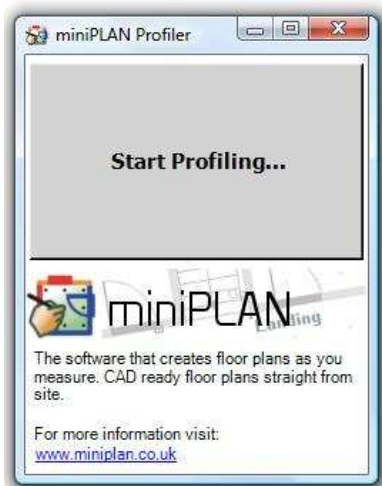 miniPLAN Profiler
Start Profiling...
miniPLAN
Landing
The software that creates floor plans as you
measure. CAD ready floor plans straight from
site.
For more information visit:
www.miniplan.co.uk